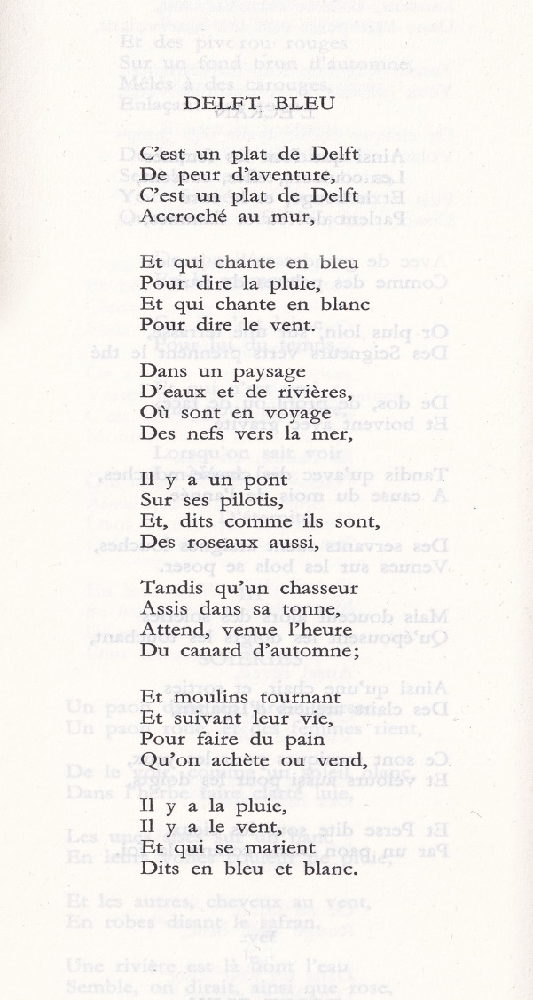 DELFT BLEU
C'est un plat de Delft
De peur d'aventure,
C'est un plat de Delft
Accroché au mur,
Et qui chante en bleu
Pour dire la pluie,
Et qui chante en blanc
Pour dire le vent.
Dans un paysage
D'eaux et de rivières,
Où sont en voyage
Des nefs vers la mer,
Il y a un pont
Sur ses pilotis,
Et, dits comme ils sont,
Des roseaux aussi,
Tandis qu'un chasseur
Assis dans sa tonne,
Attend, venue l'heure
Du canard d'automne;
Et moulins tournant
Et suivant leur vie,
Pour faire du pain
Qu'on achète ou vend,
Il y a la pluie,
Il y a le vent,
Et qui se marient
Dits en bleu et blanc.